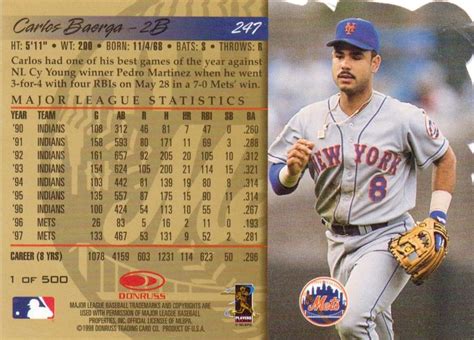 Carlos Baerga – 2B 247
HT: 5'11" • WT: 200 • BORN: 11/4/68 • BATS: S • THROWS: R
Carlos had one of his best games of the year against
NL Cy Young winner Pedro Martinez when he went
3-for-4 with four RBIs on May 28 in a 7-0 Mets' win.
MAJOR LEAGUE STATISTICS
YEAR TEAM G AB R H HR RBI SB BA
'90 INDIANS 108 312 46 81 7 47 0 .260
'91 INDIANS 158 593 80 171 11 69 3 .288
'92 INDIANS 161 657 92 205 20 105 10 .312
'93 INDIANS 154 624 105 200 21 114 15 .321
'94 INDIANS 103 442 81 139 19 80 8 .314
'95 INDIANS 135 557 87 175 15 90 11 .314
'96 INDIANS 100 424 54 113 10 55 1 .267
'96 METS 26 83 5 16 2 11 0 .193
'97 METS 133 467 53 131 9 52 2 .281
CAREER (8 YRS) 1078 4159 603 1231 114 623 50 .296
1 OF 500
DONRUSS
MAJOR LEAGUE BASEBALL TRADEMARKS AND COPYRIGHTS ARE
USED WITH PERMISSION OF MAJOR LEAGUE BASEBALL
PROPERTIES, INC. OFFICIAL LICENSEE OF MLBPA.
©1998 DONRUSS TRADING CARD CO. PRODUCT OF U.S.A.
PLAYERS
NEW YORK
8
Mets